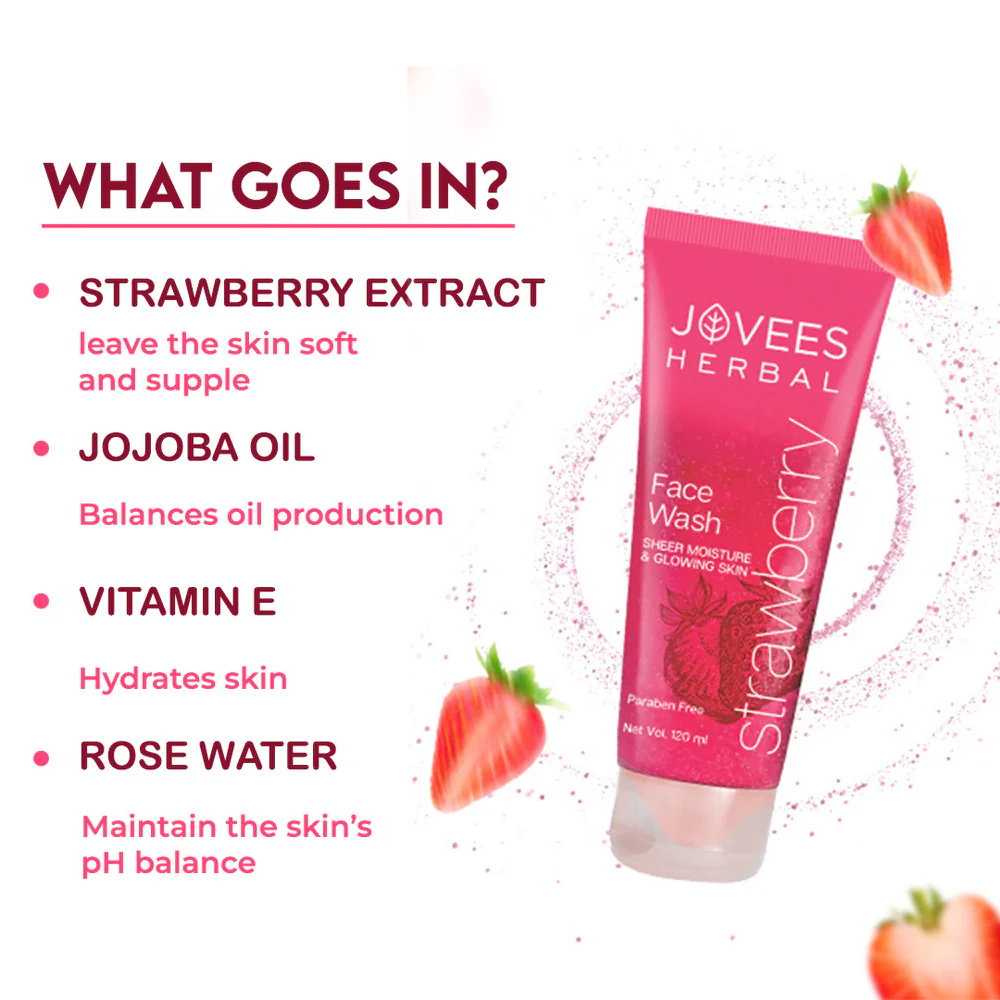 WHAT GOES IN?
STRAWBERRY EXTRACT
leave the skin soft
and supple
JOJOBA OIL
Balances oil production
VITAMIN E
Hydrates skin
ROSE WATER
Maintain the skin's
pH balance
JOVEES
HERBAL
Face
Wash
SHEER MOISTURE
& GLOWING SKIN
Strawberry
Paraben Free
Net Vol. 120 ml